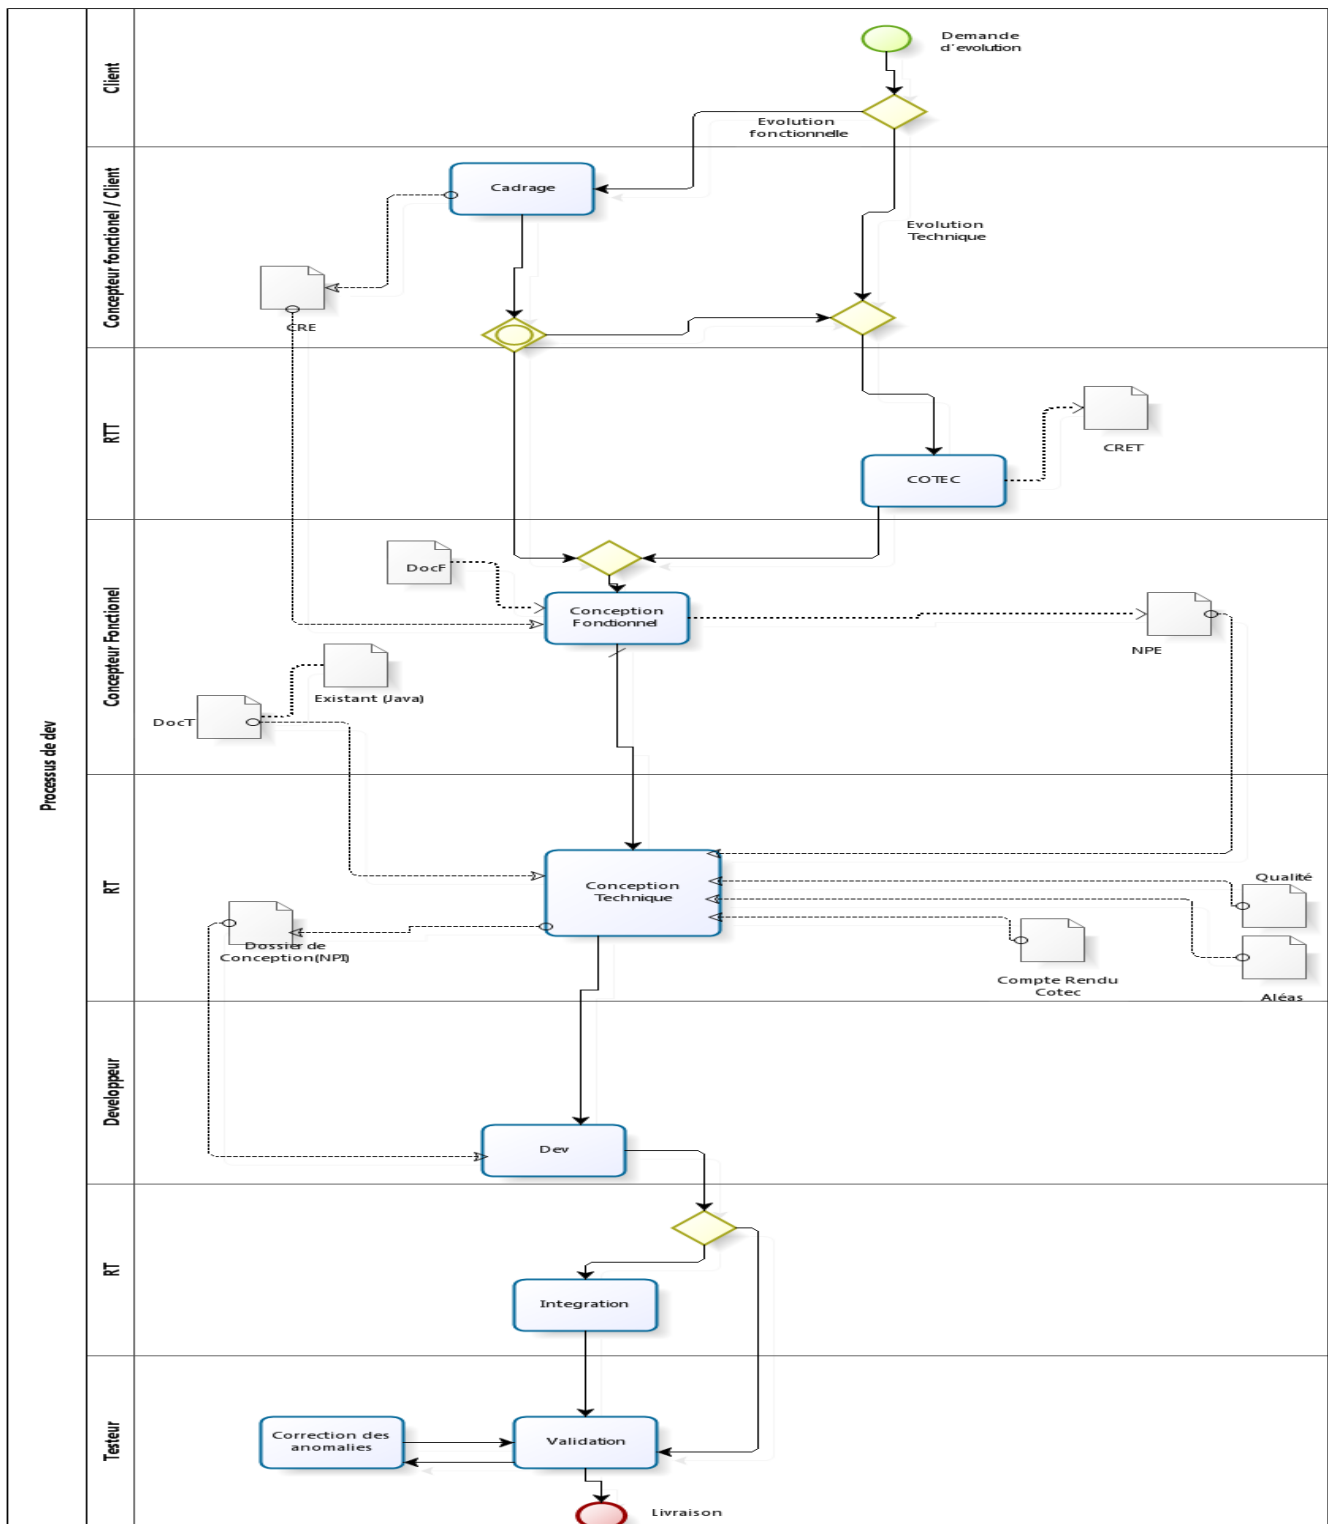 Processus de dev
Client
Demande
d'evolution
Evolution
fonctionnelle
Concepteur fonctionel / Client
Cadrage
Evolution
Technique
CRE
RTT
CRET
COTEC
Concepteur Fonctionel
DocF
Conception
Fonctionnel
NPE
Existant (Java)
DocT
RT
Conception
Technique
Qualité
Dossier de
Conception(NPI)
Compte Rendu
Cotec
Aléas
Developpeur
Dev
RT
Integration
Testeur
Correction des
anomalies
Validation
Livraison